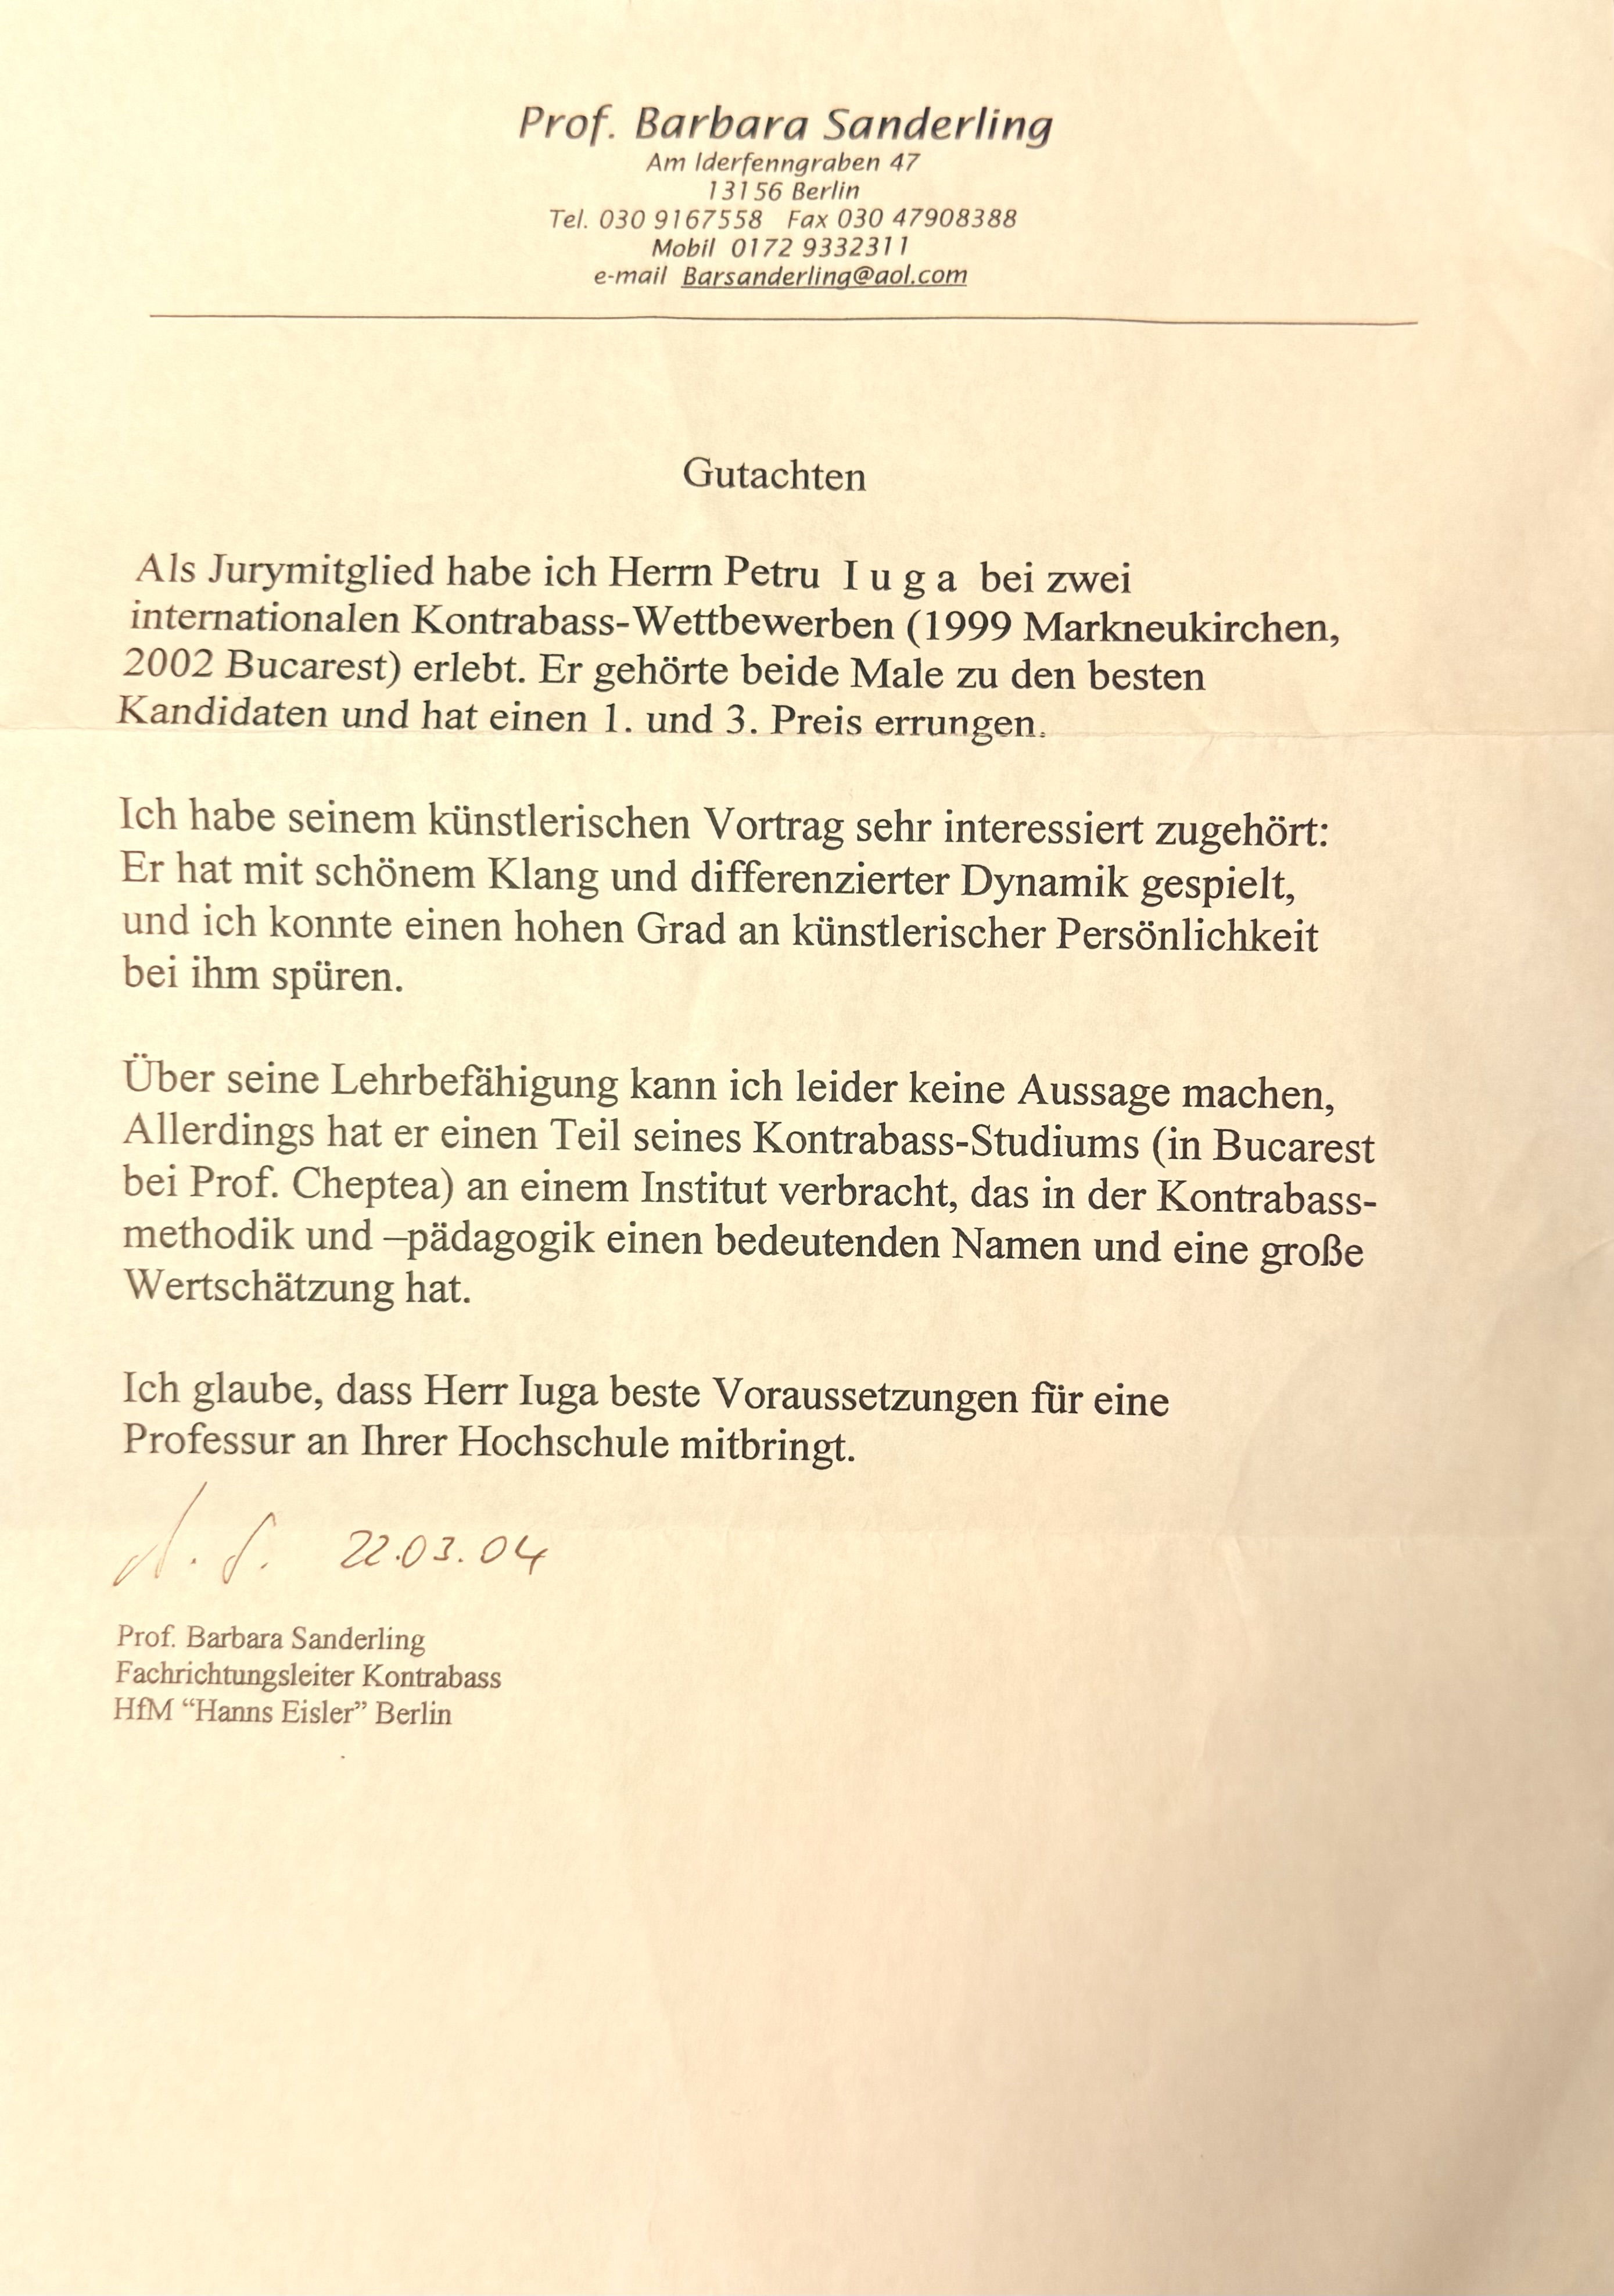 Prof. Barbara Sanderling
Am Iderfenngraben 47
13156 Berlin
Tel. 030 9167558 Fax 030 47908388
Mobil 0172 9332311
e-mail Barsanderling@aol.com
Gutachten
Als Jurymitglied habe ich Herrn Petru I u g a bei zwei
internationalen Kontrabass-Wettbewerben (1999 Markneukirchen,
2002 Bucarest) erlebt. Er gehörte beide Male zu den besten
Kandidaten und hat einen 1. und 3. Preis errungen.
Ich habe seinem künstlerischen Vortrag sehr interessiert zugehört:
Er hat mit schönem Klang und differenzierter Dynamik gespielt,
und ich konnte einen hohen Grad an künstlerischer Persönlichkeit
bei ihm spüren.
Über seine Lehrbefähigung kann ich leider keine Aussage machen,
Allerdings hat er einen Teil seines Kontrabass-Studiums (in Bucarest
bei Prof. Cheptea) an einem Institut verbracht, das in der Kontrabass-
methodik und –pädagogik einen bedeutenden Namen und eine große
Wertschätzung hat.
Ich glaube, dass Herr Iuga beste Voraussetzungen für eine
Professur an Ihrer Hochschule mitbringt.
22.03.04
Prof. Barbara Sanderling
Fachrichtungsleiter Kontrabass
HfM “Hanns Eisler” Berlin